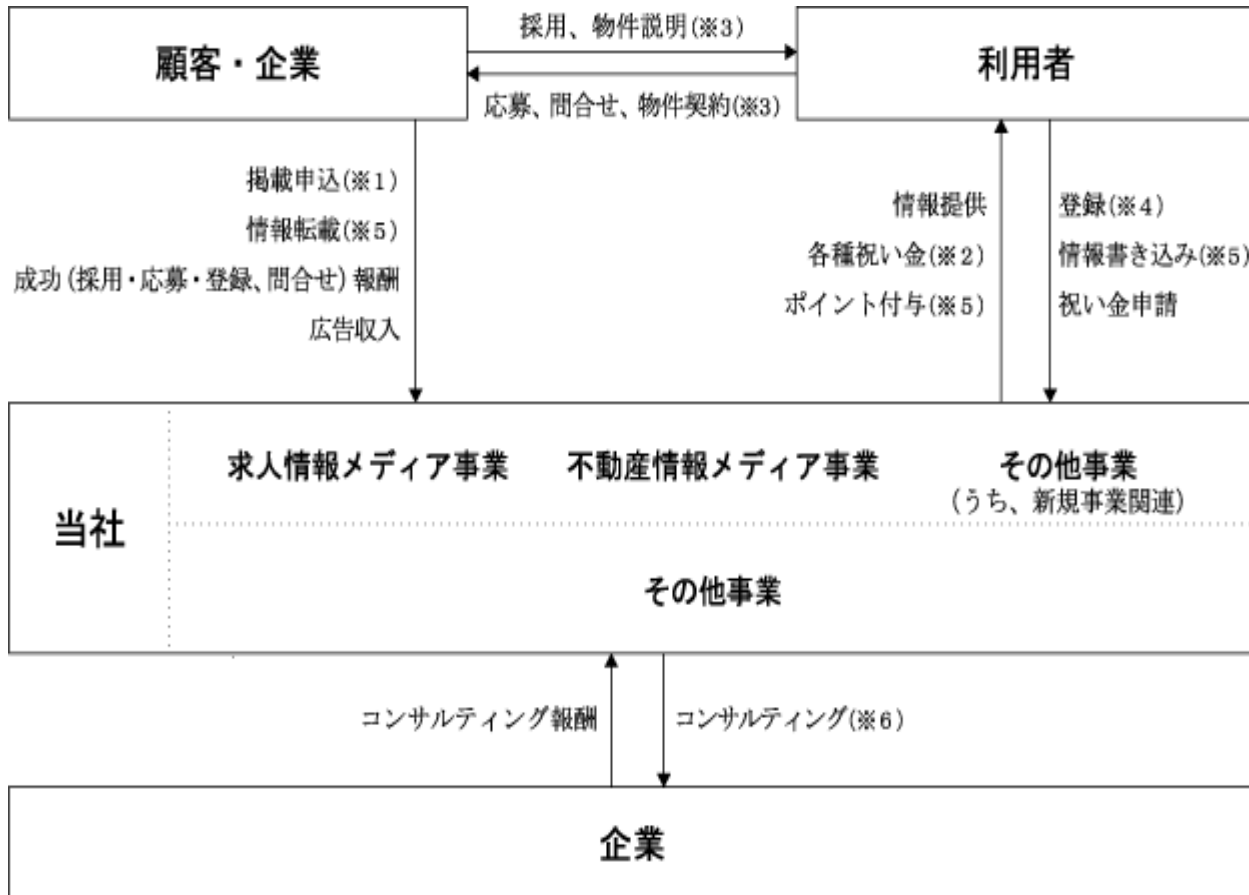 顧客・企業
採用、物件説明(※3)
応募、問合せ、物件契約(※3)
利用者
掲載申込(※1)
情報転載(※5)
成功(採用・応募・登録、問合せ)報酬
広告収入
情報提供
各種祝い金(※2)
ポイント付与(※5)
登録(※4)
情報書き込み(※5)
祝い金申請
当社
求人情報メディア事業
不動産情報メディア事業
その他事業
(うち、新規事業関連)
その他事業
コンサルティング報酬
コンサルティング(※6)
企業